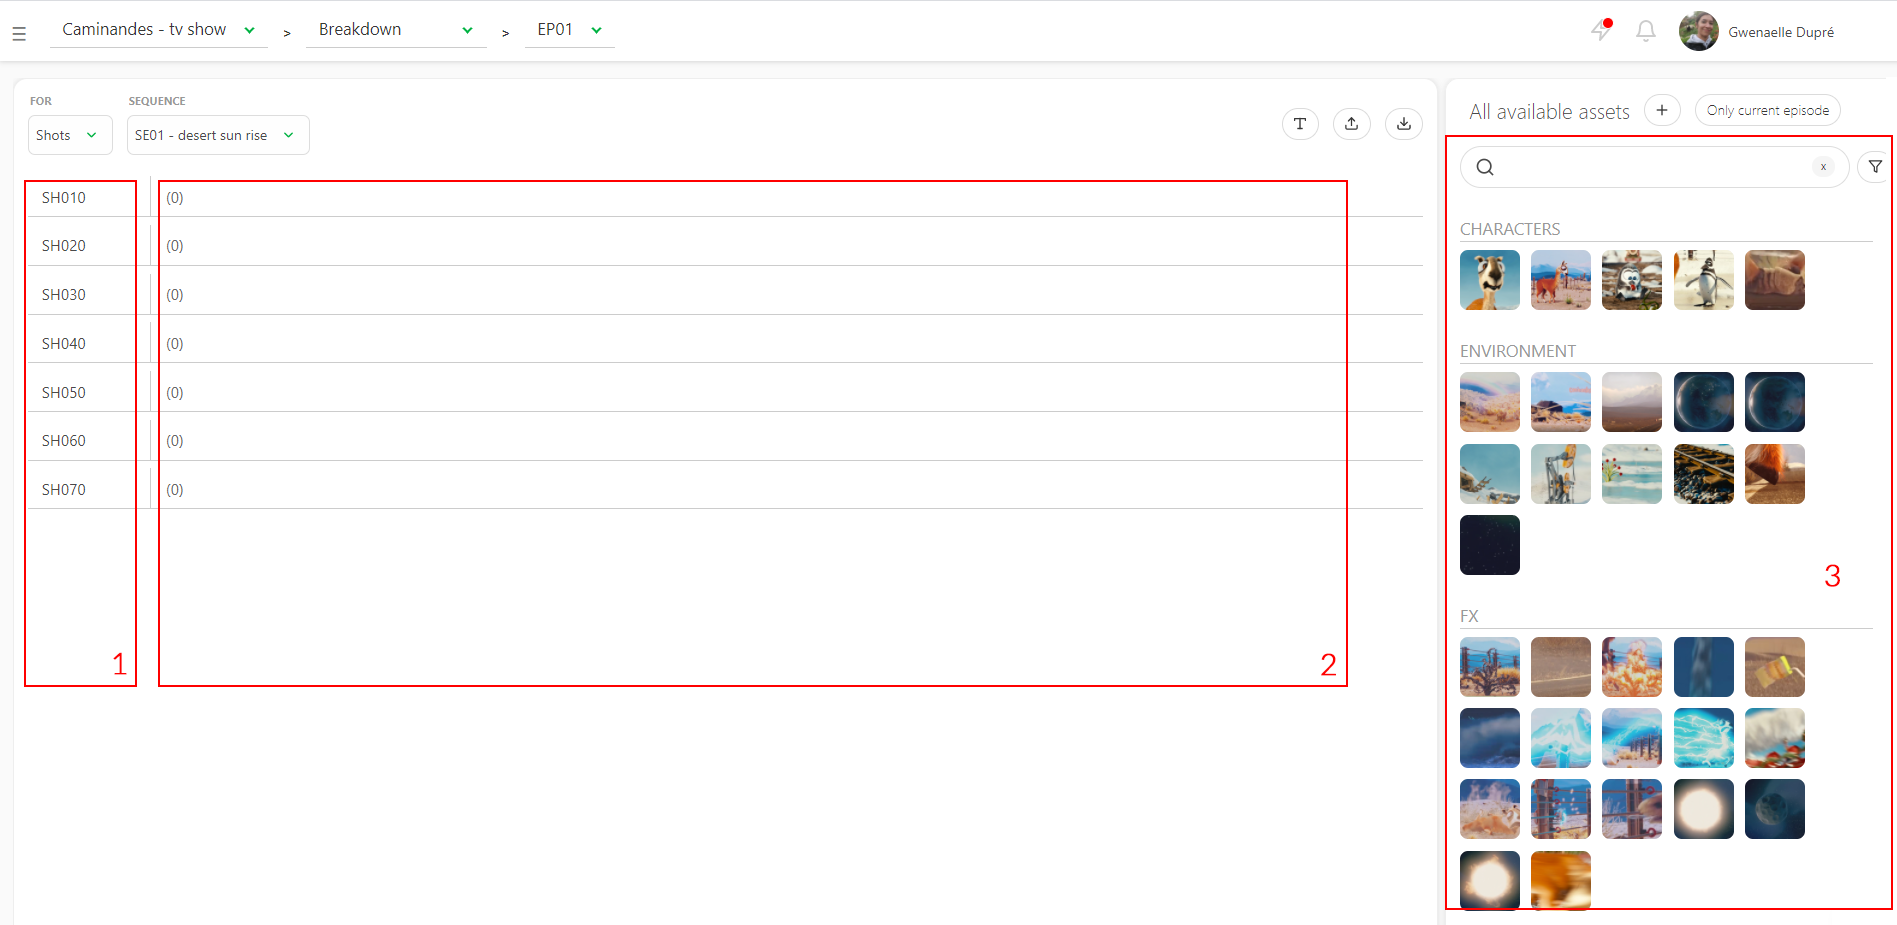 Caminandes - tv show > Breakdown > EP01 Gwenaelle Dupré
FOR SEQUENCE
Shots SE01 - desert sun rise T
All available assets + Only current episode
x
SH010 (0)
SH020 (0)
SH030 (0)
SH040 (0)
SH050 (0)
SH060 (0)
SH070 (0)
1
2
CHARACTERS
ENVIRONMENT
3
FX